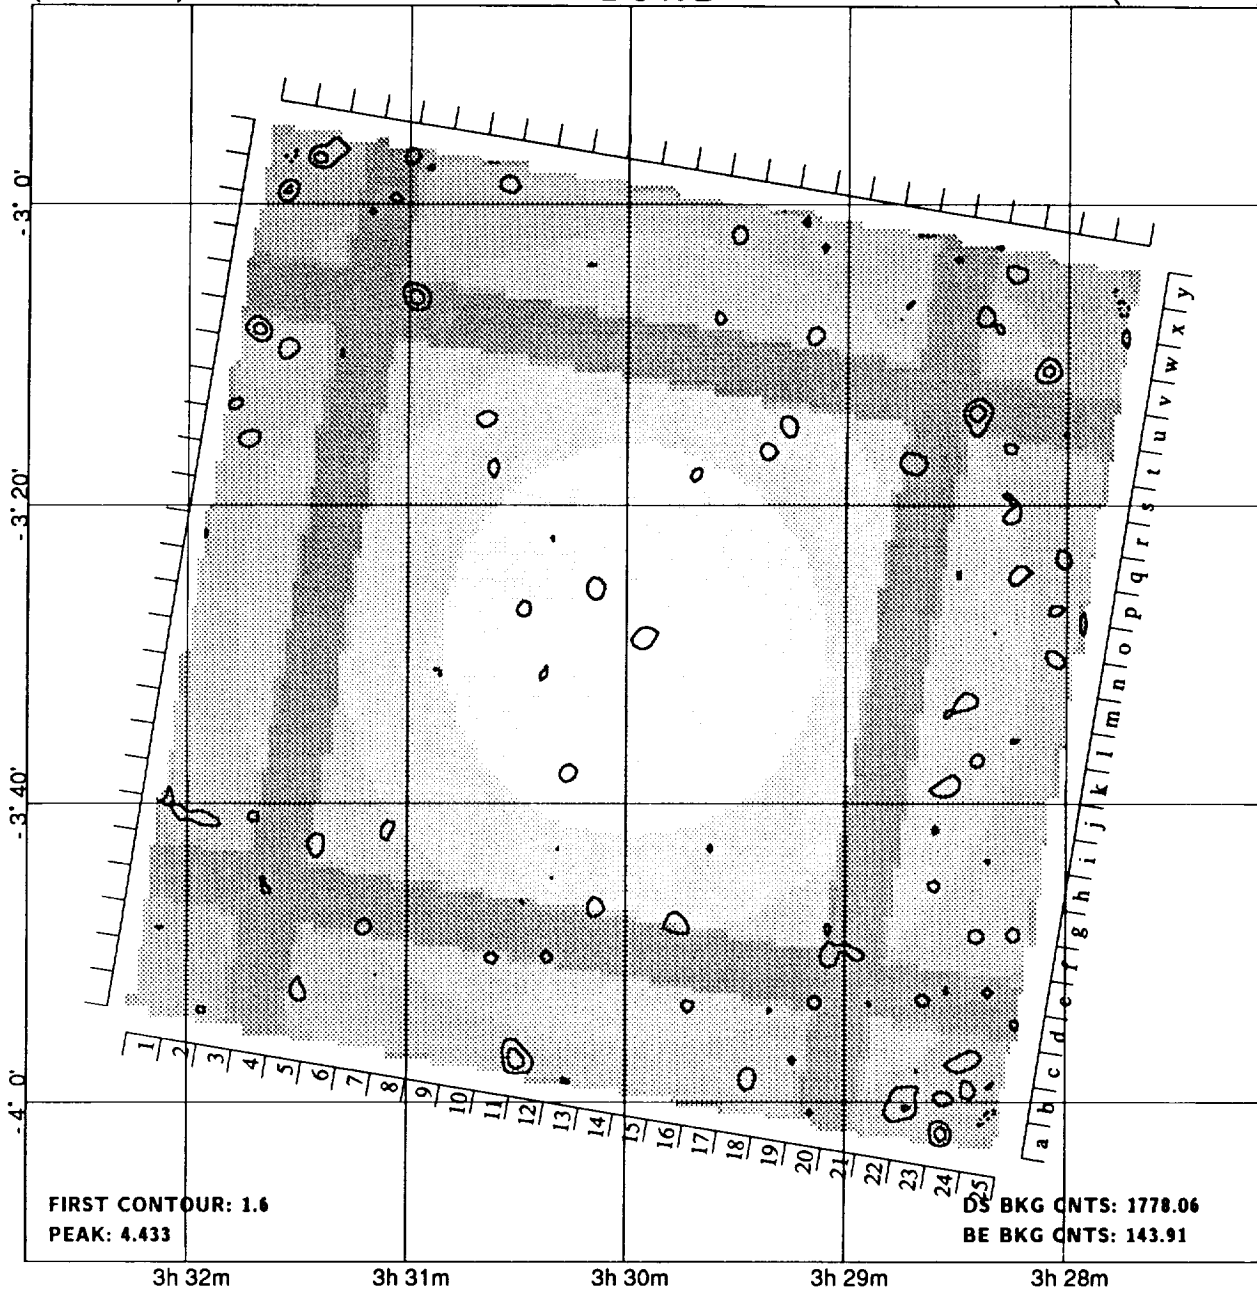 - 3° 0'
- 3° 20'
- 3° 40'
- 4° 0'
y
x
w
v
u
t
s
r
q
p
o
n
m
l
k
j
i
h
g
f
e
d
c
b
a
1 2 3 4 5 6 7 8 9 10 11 12 13 14 15 16 17 18 19 20 21 22 23 24 25
FIRST CONTOUR: 1.6
PEAK: 4.433
DS BKG CNTS: 1778.06
BE BKG CNTS: 143.91
3h 32m 3h 31m 3h 30m 3h 29m 3h 28m